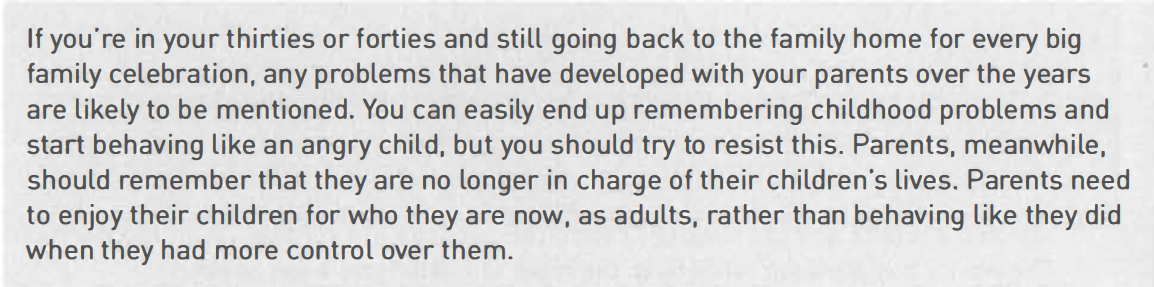 If you're in your thirties or forties and still going back to the family home for every big
family celebration, any problems that have developed with your parents over the years
are likely to be mentioned. You can easily end up remembering childhood problems and
start behaving like an angry child, but you should try to resist this. Parents, meanwhile,
should remember that they are no longer in charge of their children's lives. Parents need
to enjoy their children for who they are now, as adults, rather than behaving like they did
when they had more control over them.